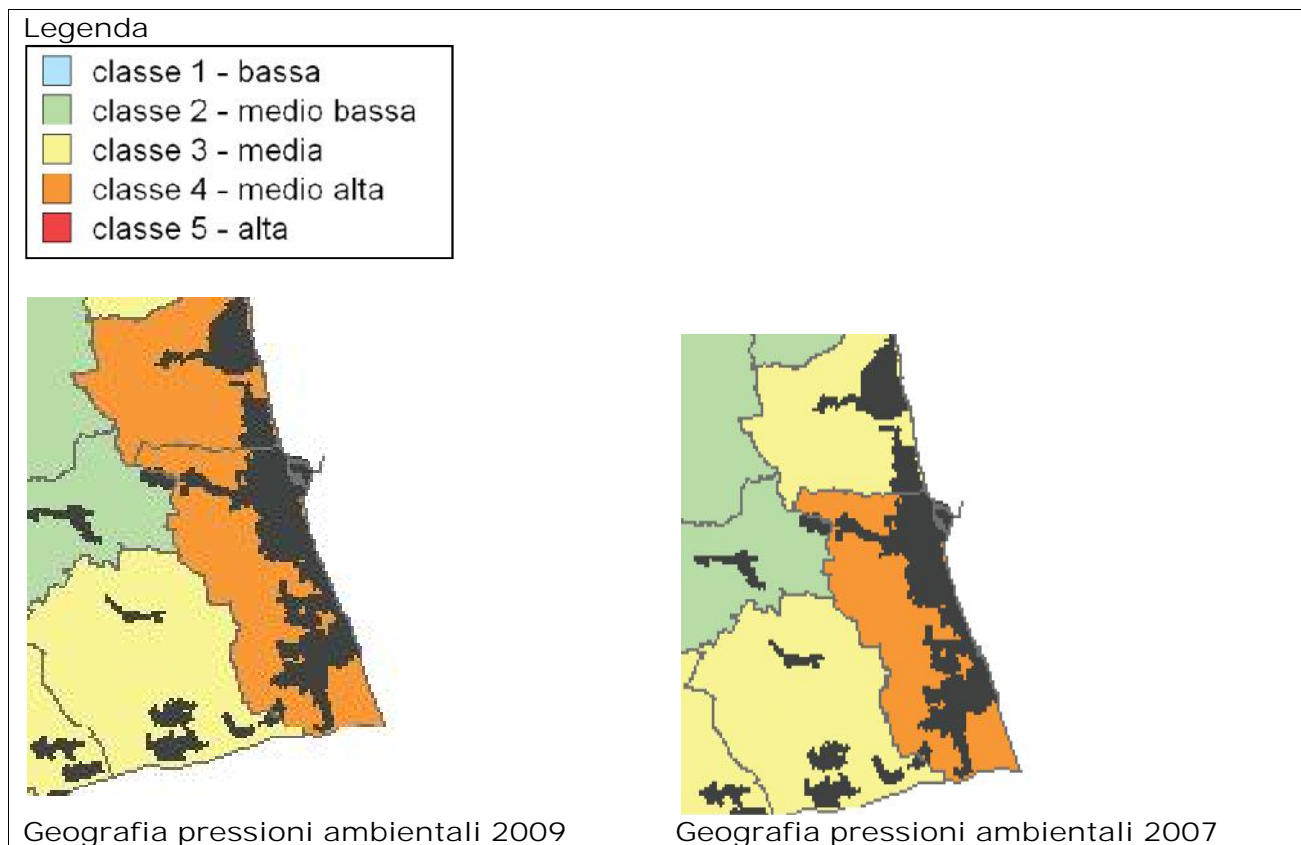 Legenda
classe 1 - bassa
classe 2 - medio bassa
classe 3 - media
classe 4 - medio alta
classe 5 - alta
Geografia pressioni ambientali 2009
Geografia pressioni ambientali 2007